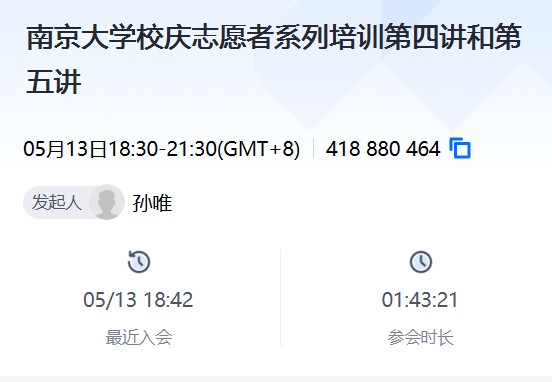 南京大学校庆志愿者系列培训第四讲和第
五讲
05月13日18:30-21:30(GMT+8) 418 880 464
发起人 孙唯
05/13 18:42 01:43:21
最近入会 参会时长